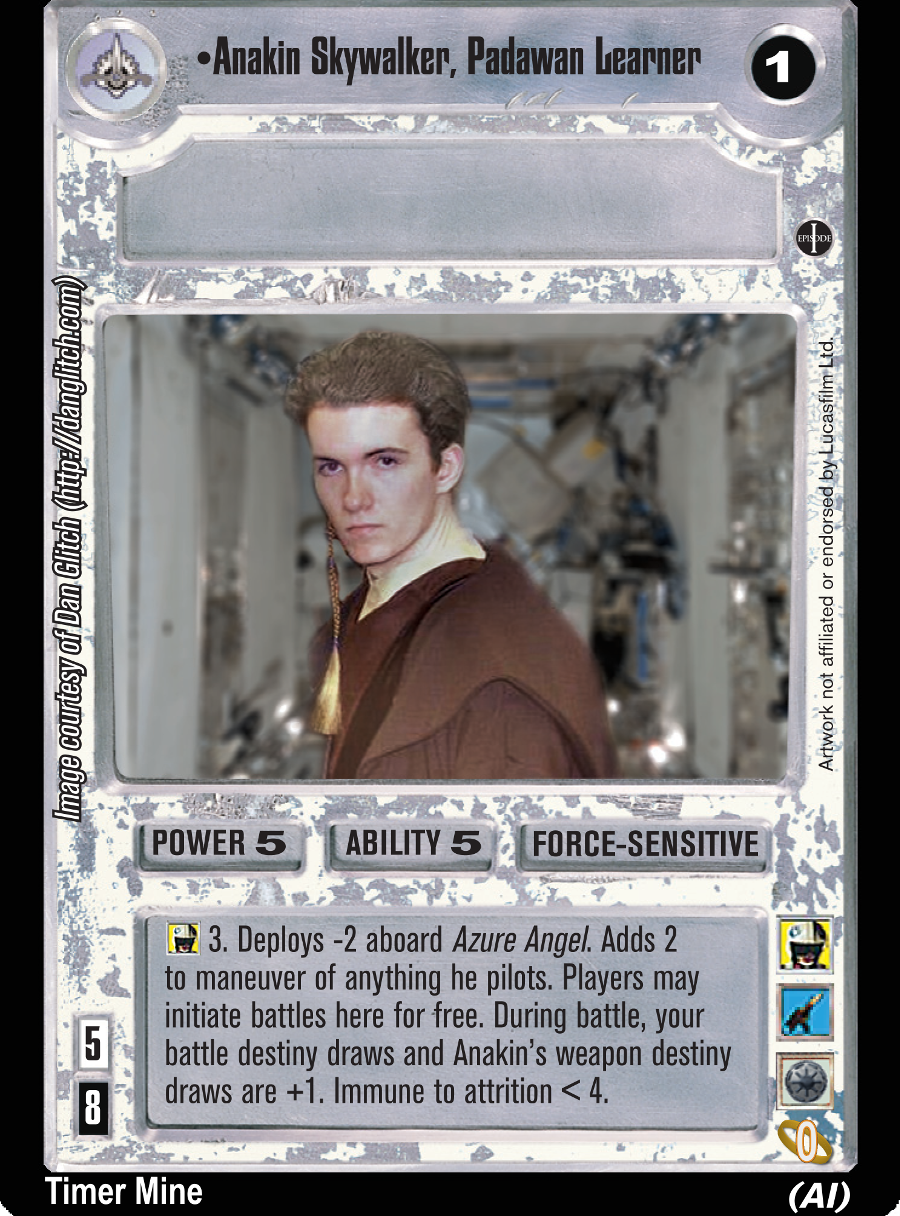 •Anakin Skywalker, Padawan Learner
1
EPISODE I
Image courtesy of Dan Glitch (http://danglitch.com)
Artwork not affiliated or endorsed by Lucasfilm Ltd.
POWER 5
ABILITY 5
FORCE-SENSITIVE
3. Deploys -2 aboard Azure Angel. Adds 2
to maneuver of anything he pilots. Players may
initiate battles here for free. During battle, your
battle destiny draws and Anakin's weapon destiny
draws are +1. Immune to attrition < 4.
5
8
0
Timer Mine
(AI)